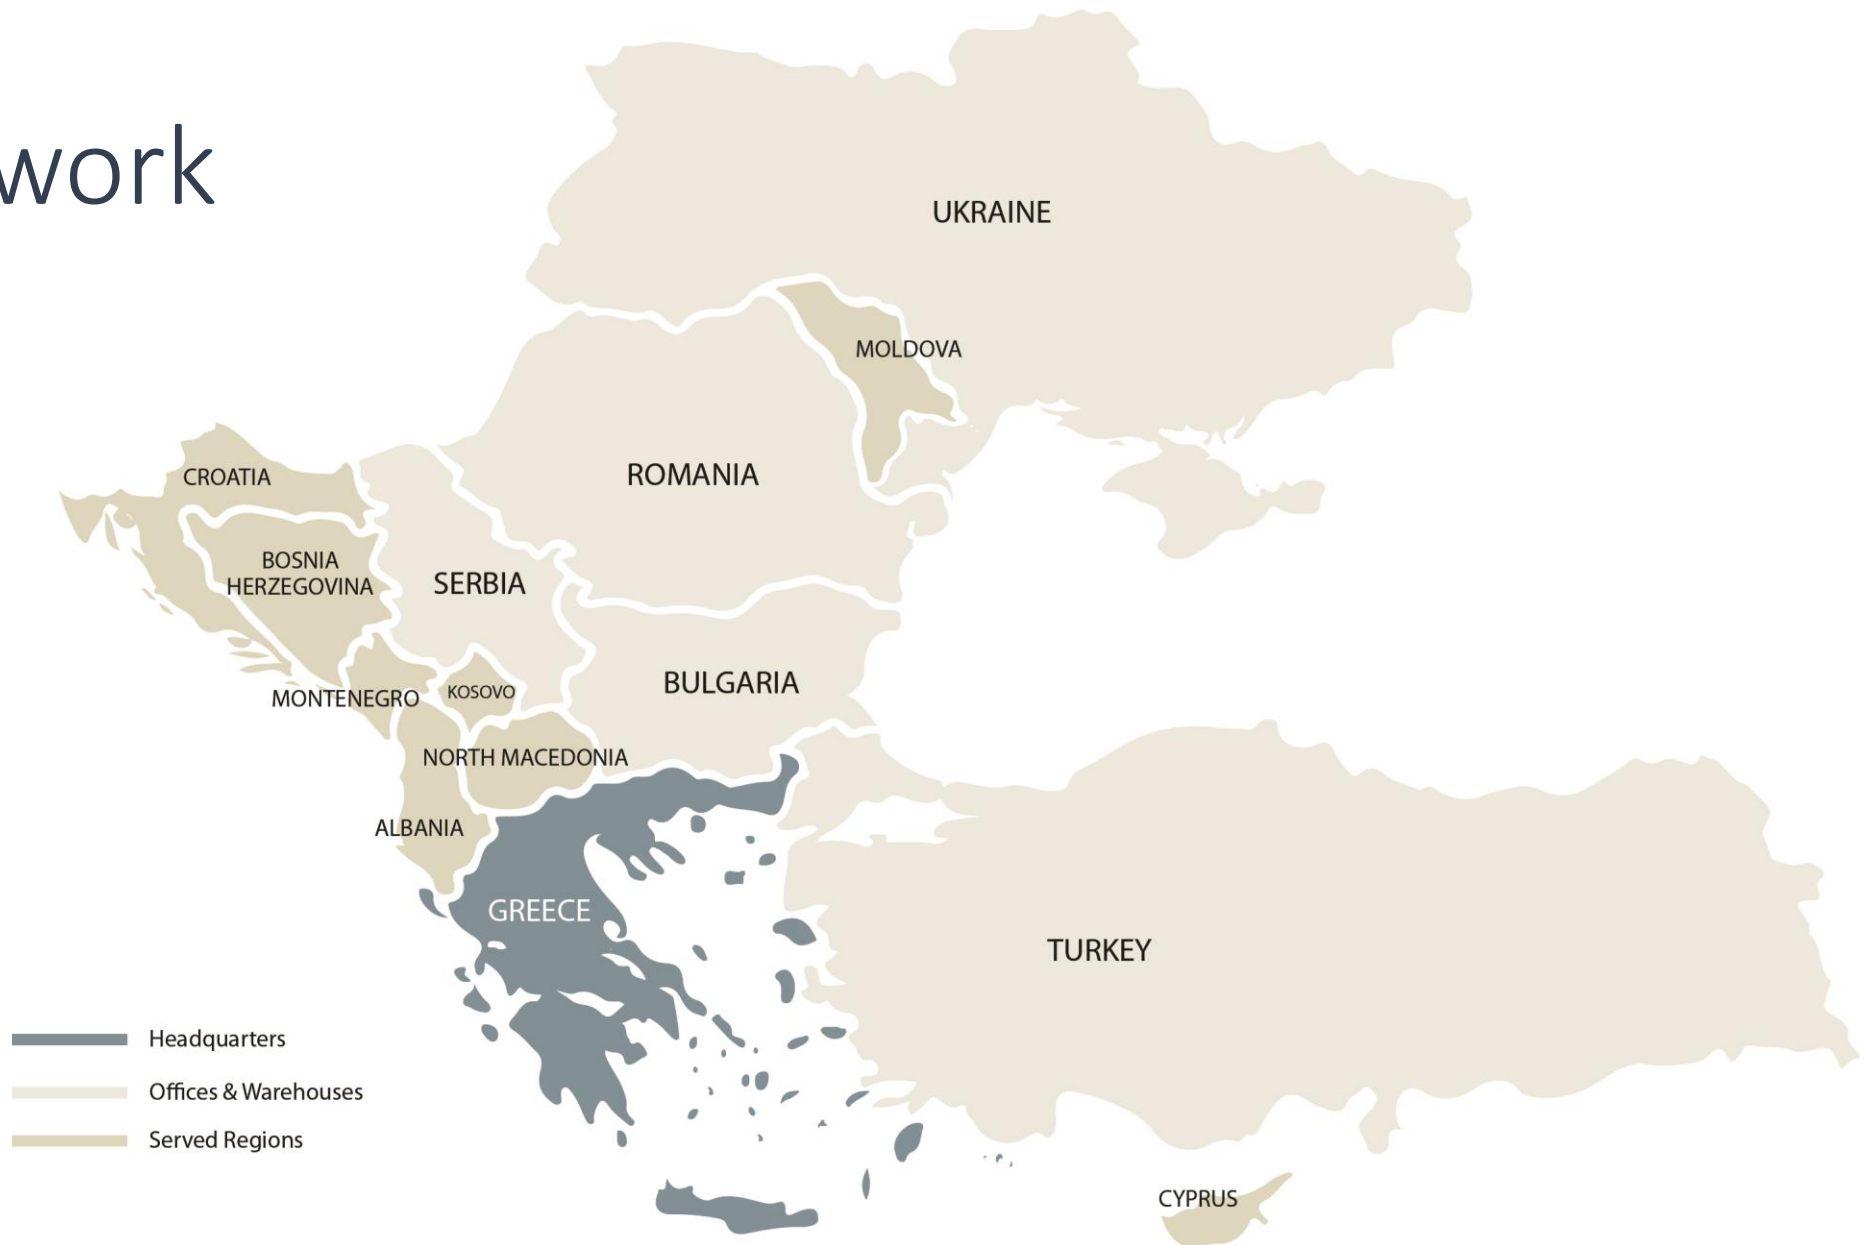 work
UKRAINE
MOLDOVA
ROMANIA
CROATIA
BOSNIA
HERZEGOVINA
SERBIA
BULGARIA
MONTENEGRO
KOSOVO
NORTH MACEDONIA
ALBANIA
GREECE
TURKEY
CYPRUS
Headquarters
Offices & Warehouses
Served Regions